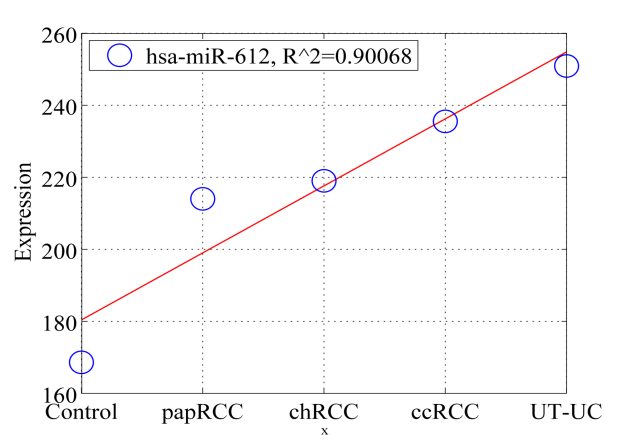 260
hsa-miR-612, R^2=0.90068
240
220
Expression
200
180
160
Control papRCC chRCC ccRCC UT-UC
x